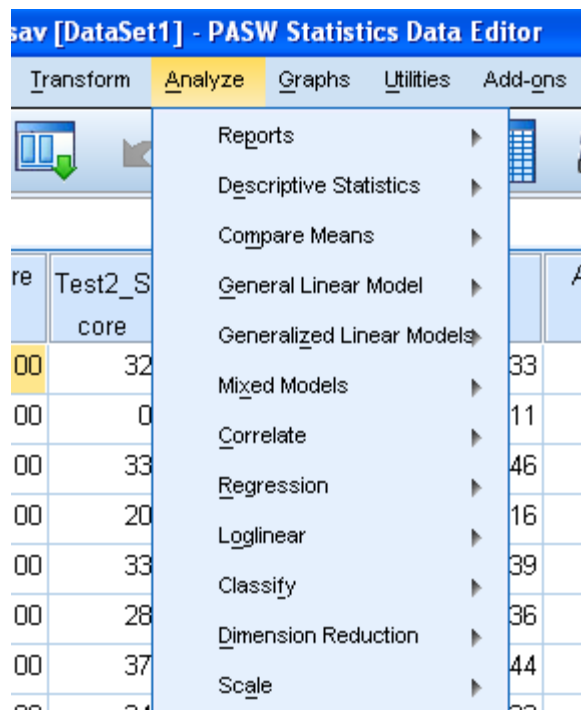 sav [DataSet1] - PASW Statistics Data Editor
Transform Analyze Graphs Utilities Add-ons
Reports
Descriptive Statistics
Compare Means
General Linear Model
Generalized Linear Models
Mixed Models
Correlate
Regression
Loglinear
Classify
Dimension Reduction
Scale
re Test2_S A
core
00 32 33
00 0 11
00 33 46
00 20 16
00 33 39
00 28 36
00 37 44